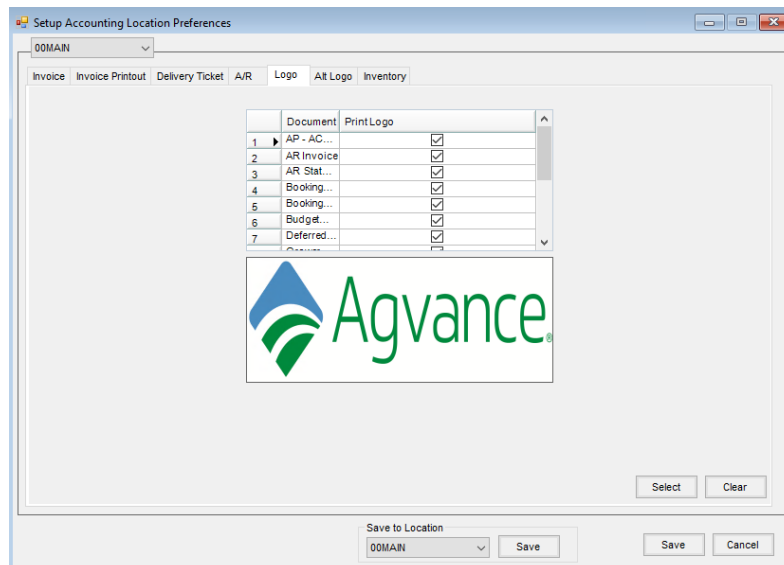 Setup Accounting Location Preferences
00MAIN
Invoice Invoice Printout Delivery Ticket A/R Logo Alt Logo Inventory
Document Print Logo
1 AP - AC...
2 AR Invoice
3 AR Stat...
4 Booking...
5 Booking...
6 Budget...
7 Deferred...
Agvance®
Select Clear
Save to Location
00MAIN Save Save Cancel